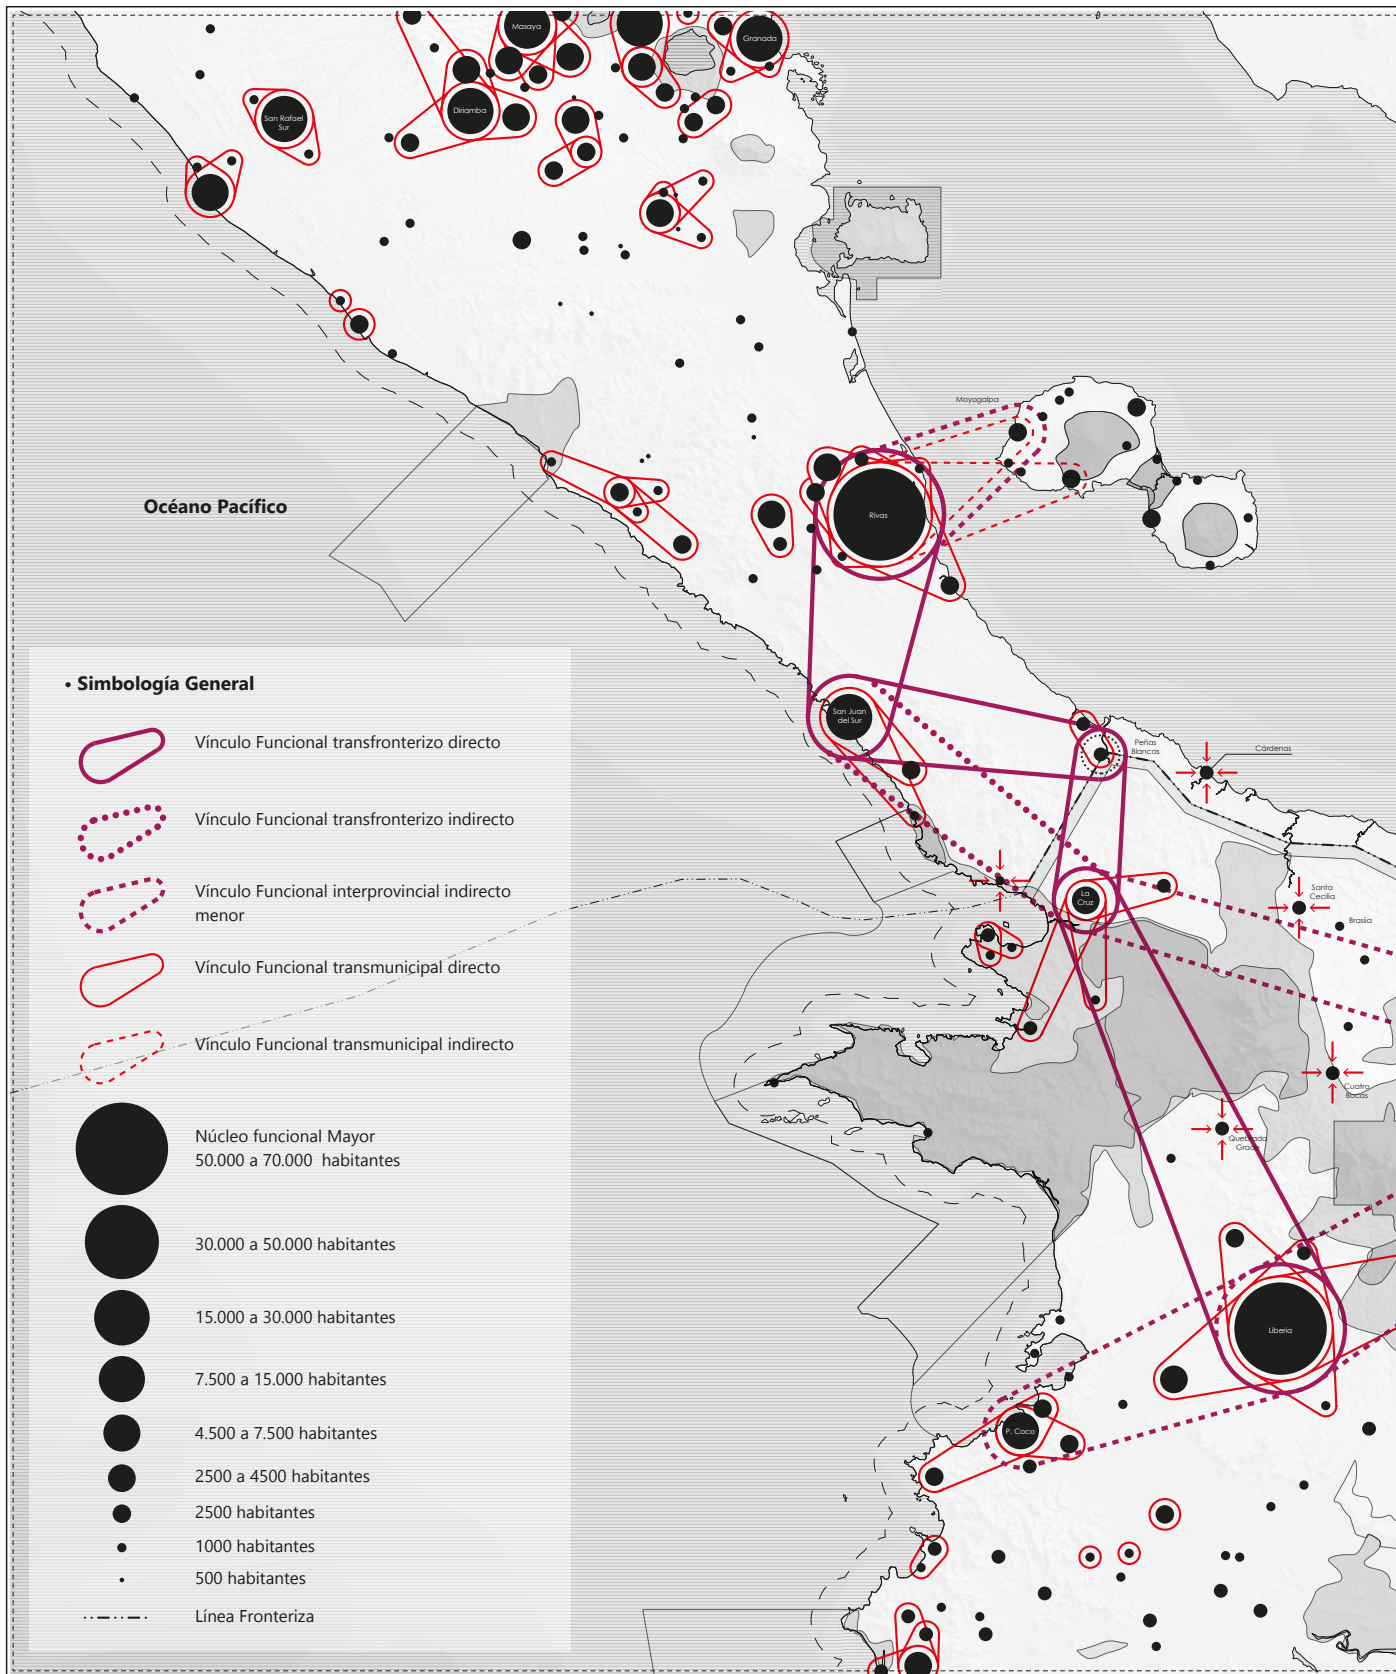 Masaya
Granada
San Rafael
Sur
Diriamba
Moyogalpa
Océano Pacífico
Rivas
• Simbología General
San Juan
del Sur
Peñas
Blancas
Cárdenas
Vínculo Funcional transfronterizo directo
Vínculo Funcional transfronterizo indirecto
Vínculo Funcional interprovincial indirecto
menor
La
Cruz
Santa
Cecilia
Brasilia
Vínculo Funcional transmunicipal directo
Vínculo Funcional transmunicipal indirecto
Cuatro
Bocas
Quebrada
Grade
Núcleo funcional Mayor
50.000 a 70.000 habitantes
30.000 a 50.000 habitantes
15.000 a 30.000 habitantes
Liberia
7.500 a 15.000 habitantes
4.500 a 7.500 habitantes
P. Coco
2500 a 4500 habitantes
2500 habitantes
1000 habitantes
500 habitantes
Línea Fronteriza